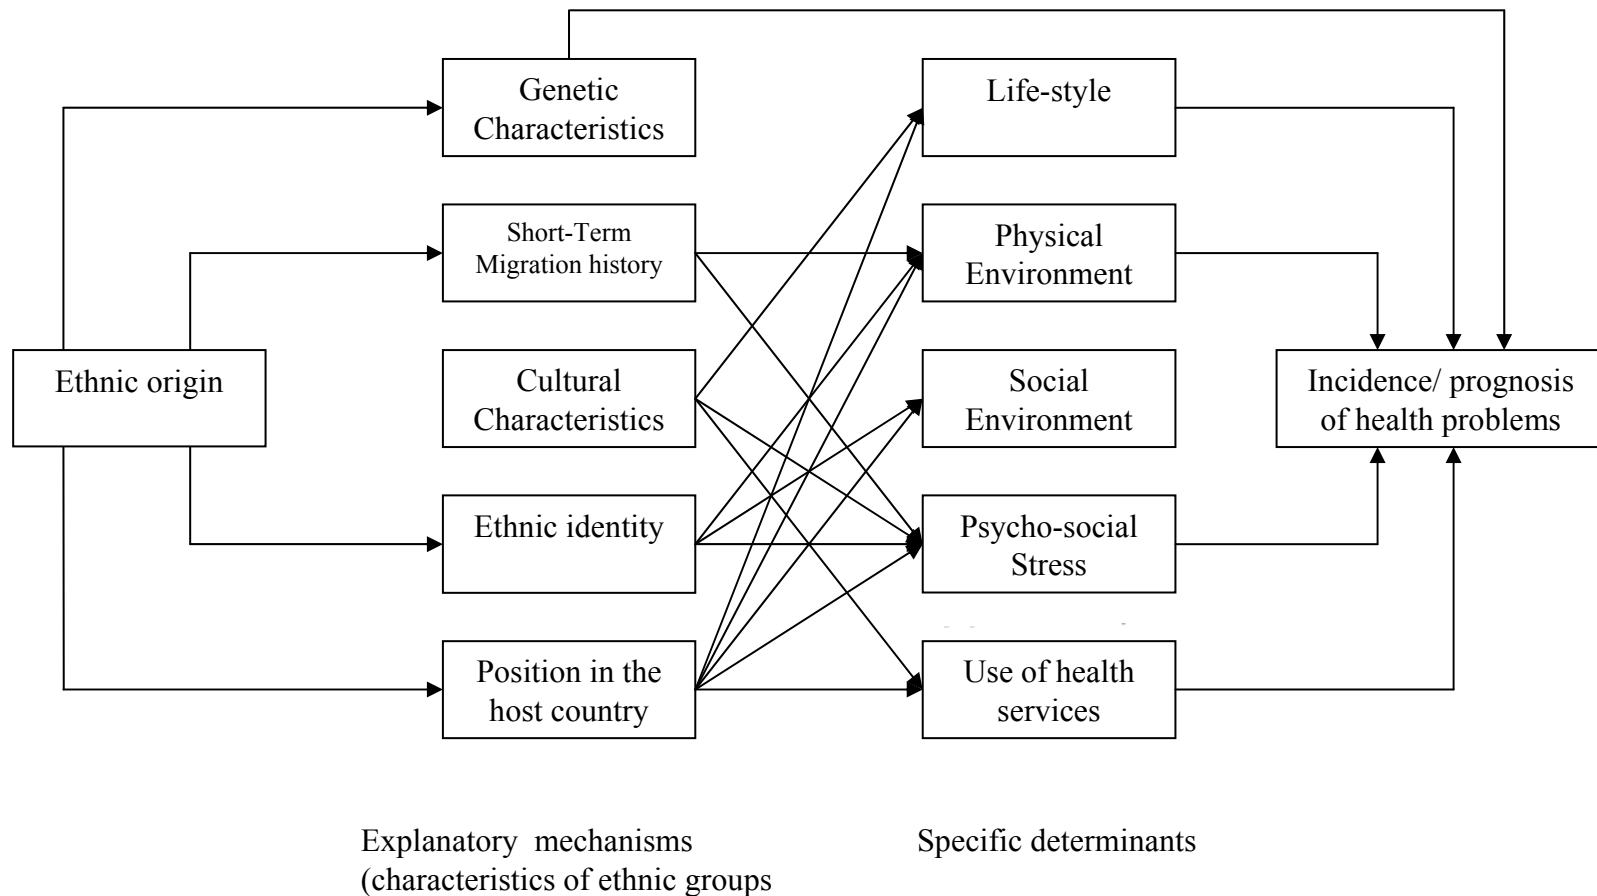 Genetic
Characteristics
Life-style
Short-Term
Migration history
Physical
Environment
Ethnic origin
Cultural
Characteristics
Social
Environment
Incidence/ prognosis
of health problems
Ethnic identity
Psycho-social
Stress
Position in the
host country
Use of health
services
Explanatory mechanisms
(characteristics of ethnic groups
Specific determinants